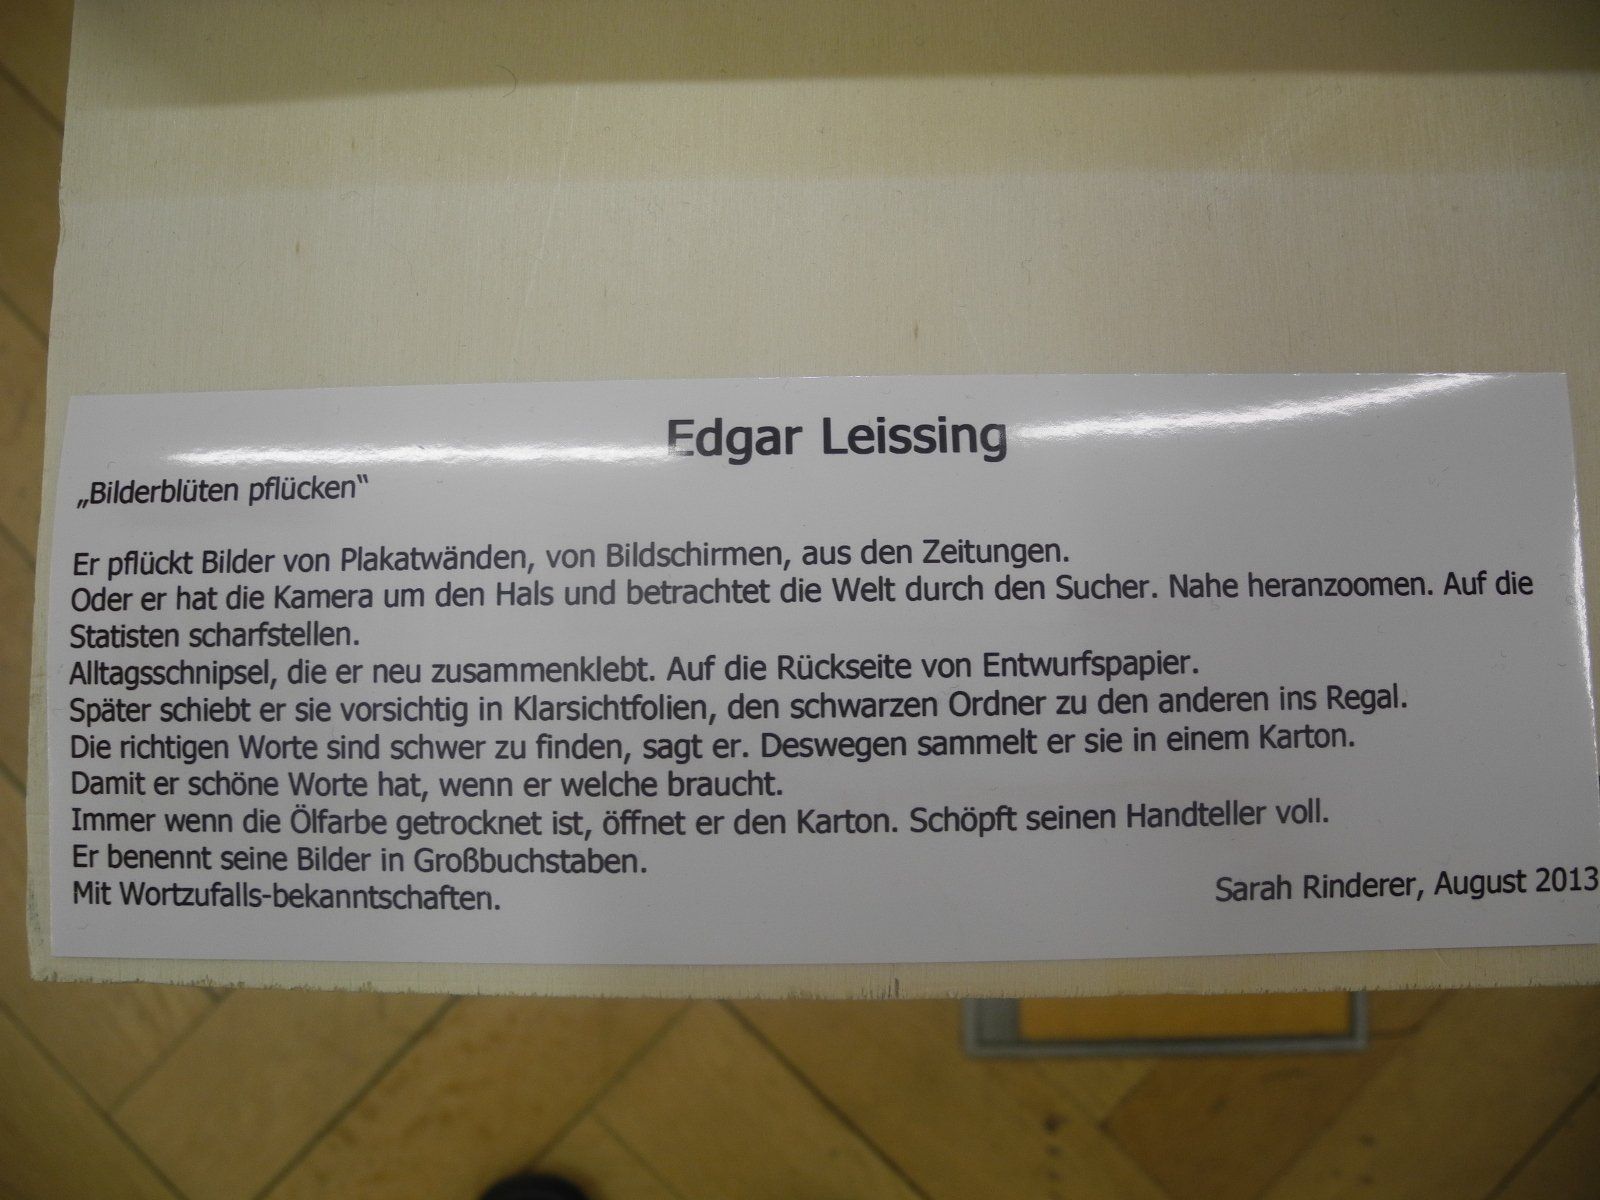 Edgar Leissing
„Bilderblüten pflücken“
Er pflückt Bilder von Plakatwänden, von Bildschirmen, aus den Zeitungen.
Oder er hat die Kamera um den Hals und betrachtet die Welt durch den Sucher. Nahe heranzoomen. Auf die
Statisten scharfstellen.
Alltagsschnipsel, die er neu zusammenklebt. Auf die Rückseite von Entwurfspapier.
Später schiebt er sie vorsichtig in Klarsichtfolien, den schwarzen Ordner zu den anderen ins Regal.
Die richtigen Worte sind schwer zu finden, sagt er. Deswegen sammelt er sie in einem Karton.
Damit er schöne Worte hat, wenn er welche braucht.
Immer wenn die Ölfarbe getrocknet ist, öffnet er den Karton. Schöpft seinen Handteller voll.
Er benennt seine Bilder in Großbuchstaben.
Mit Wortzufalls-bekanntschaften.
Sarah Rinderer, August 2013